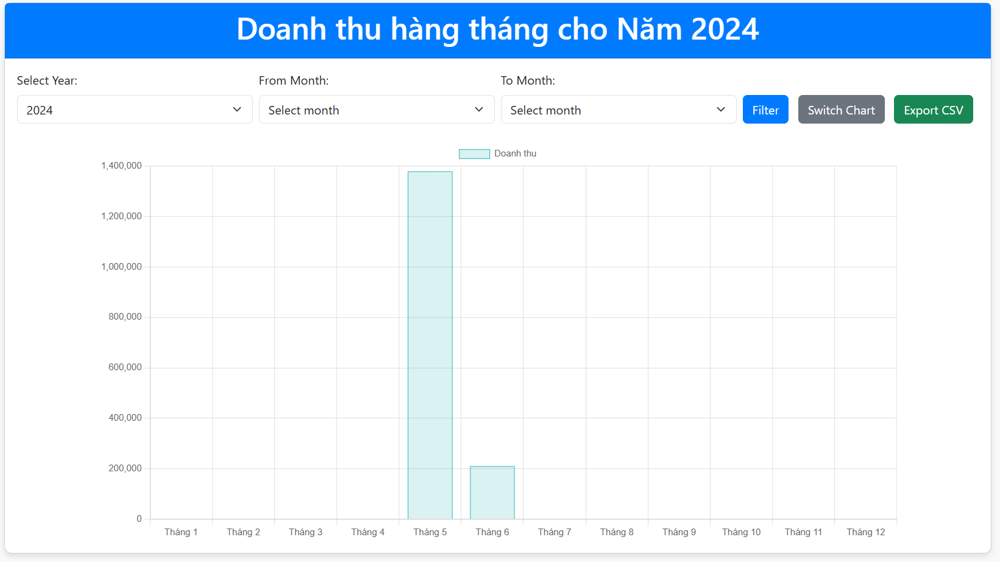 Doanh thu hàng tháng cho Năm 2024
Select Year: From Month: To Month:
2024 Select month Select month Filter Switch Chart Export CSV
Doanh thu
1,400,000
1,200,000
1,000,000
800,000
600,000
400,000
200,000
0
Tháng 1 Tháng 2 Tháng 3 Tháng 4 Tháng 5 Tháng 6 Tháng 7 Tháng 8 Tháng 9 Tháng 10 Tháng 11 Tháng 12